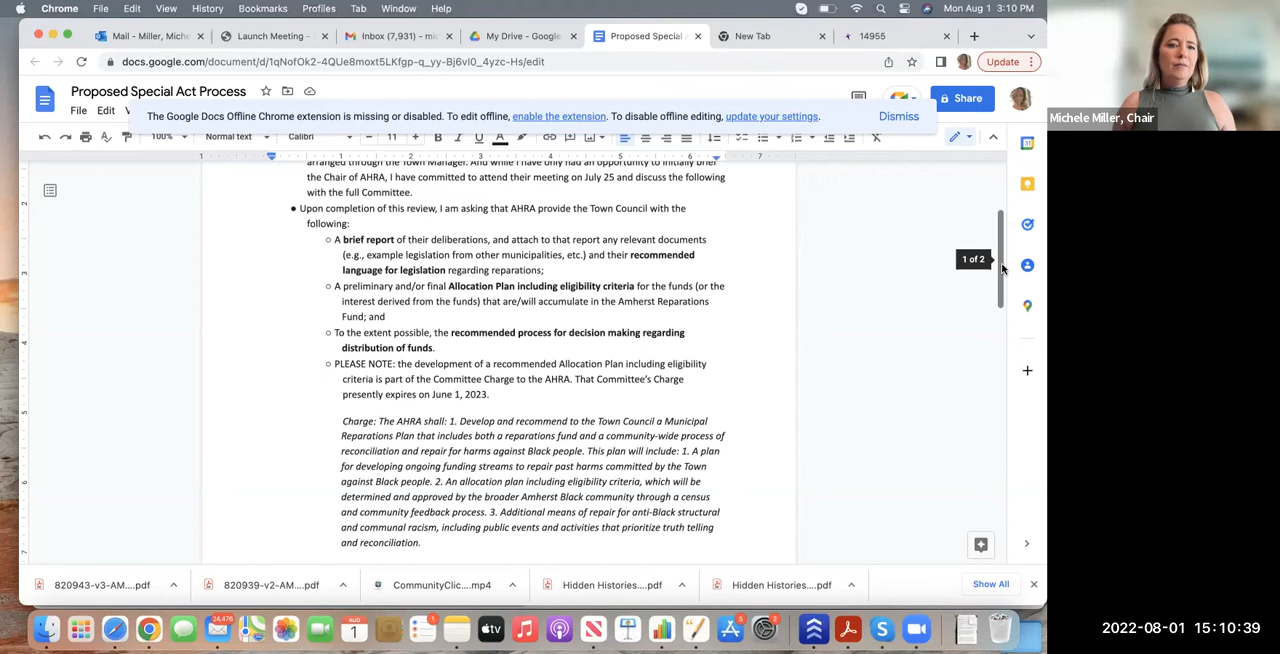 Chrome File Edit View History Bookmarks Profiles Tab Window Help Mon Aug 1 3:10 PM
Mail - Miller, Miche Launch Meeting - Inbox (7,931) - mic My Drive - Google Proposed Special New Tab 14955
docs.google.com/document/d/1qNofOk2-4QUe8moxt5LKfgp-q_yy-Bj6vl0_4yzc-Hs/edit Update
Proposed Special Act Process
File Edit
Share
The Google Docs Offline Chrome extension is missing or disabled. To edit offline, enable the extension. To disable offline editing, update your settings. Dismiss
100% Normal text Calibri 11
arranged through the Town Manager. And while I have only had an opportunity to initially brief
the Chair of AHRA, I have committed to attend their meeting on July 25 and discuss the following
with the full Committee.
● Upon completion of this review, I am asking that AHRA provide the Town Council with the
following:
○ A brief report of their deliberations, and attach to that report any relevant documents
(e.g., example legislation from other municipalities, etc.) and their recommended
language for legislation regarding reparations;
○ A preliminary and/or final Allocation Plan including eligibility criteria for the funds (or the
interest derived from the funds) that are/will accumulate in the Amherst Reparations
Fund; and
○ To the extent possible, the recommended process for decision making regarding
distribution of funds.
○ PLEASE NOTE: the development of a recommended Allocation Plan including eligibility
criteria is part of the Committee Charge to the AHRA. That Committee's Charge
presently expires on June 1, 2023.
Charge: The AHRA shall: 1. Develop and recommend to the Town Council a Municipal
Reparations Plan that includes both a reparations fund and a community-wide process of
reconciliation and repair for harms against Black people. This plan will include: 1. A plan
for developing ongoing funding streams to repair past harms committed by the Town
against Black people. 2. An allocation plan including eligibility criteria, which will be
determined and approved by the broader Amherst Black community through a census
and community feedback process. 3. Additional means of repair for anti-Black structural
and communal racism, including public events and activities that prioritize truth telling
and reconciliation.
1 of 2
820943-v3-AM....pdf 820939-v2-AM....pdf CommunityClic....mp4 Hidden Histories....pdf Hidden Histories....pdf Show All
Michele Miller, Chair
2022-08-01 15:10:39